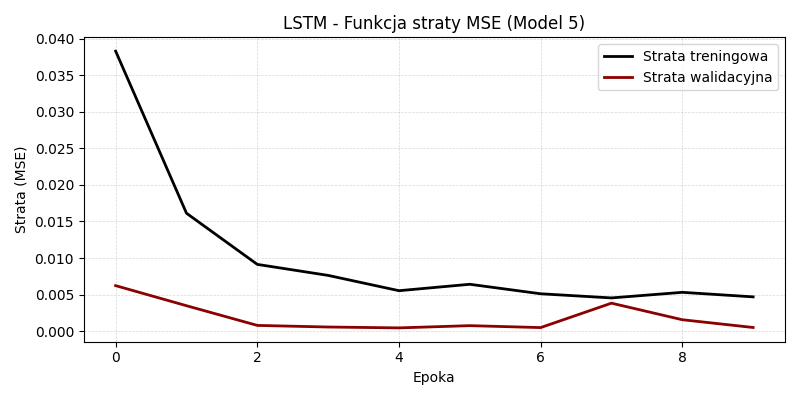 LSTM - Funkcja straty MSE (Model 5)
Strata treningowa
Strata walidacyjna
Strata (MSE)
0.040
0.035
0.030
0.025
0.020
0.015
0.010
0.005
0.000
0 2 4 6 8
Epoka